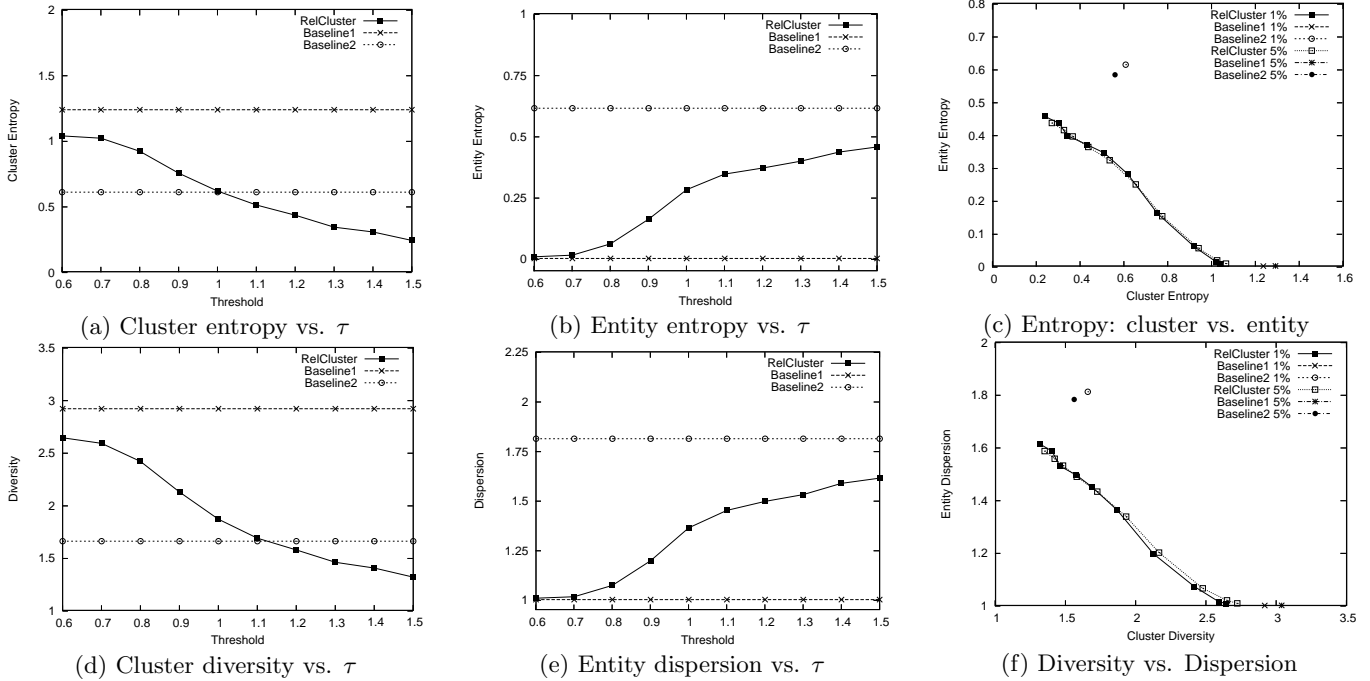 RelCluster
Baseline1
Baseline2
2
1.5
1
0.5
0
Cluster Entropy
0.6 0.7 0.8 0.9 1 1.1 1.2 1.3 1.4 1.5
Threshold
(a) Cluster entropy vs. τ
RelCluster
Baseline1
Baseline2
1
0.75
0.5
0.25
0
Entity Entropy
0.6 0.7 0.8 0.9 1 1.1 1.2 1.3 1.4 1.5
Threshold
(b) Entity entropy vs. τ
RelCluster 1%
Baseline1 1%
Baseline2 1%
RelCluster 5%
Baseline1 5%
Baseline2 5%
0.8
0.7
0.6
0.5
0.4
0.3
0.2
0.1
0
Entity Entropy
0 0.2 0.4 0.6 0.8 1 1.2 1.4 1.6
Cluster Entropy
(c) Entropy: cluster vs. entity
RelCluster
Baseline1
Baseline2
3.5
3
2.5
2
1.5
1
Diversity
0.6 0.7 0.8 0.9 1 1.1 1.2 1.3 1.4 1.5
Threshold
(d) Cluster diversity vs. τ
RelCluster
Baseline1
Baseline2
2.25
2
1.75
1.5
1.25
1
Dispersion
0.6 0.7 0.8 0.9 1 1.1 1.2 1.3 1.4 1.5
Threshold
(e) Entity dispersion vs. τ
RelCluster 1%
Baseline1 1%
Baseline2 1%
RelCluster 5%
Baseline1 5%
Baseline2 5%
2
1.8
1.6
1.4
1.2
1
Entity Dispersion
1 1.5 2 2.5 3 3.5
Cluster Diversity
(f) Diversity vs. Dispersion